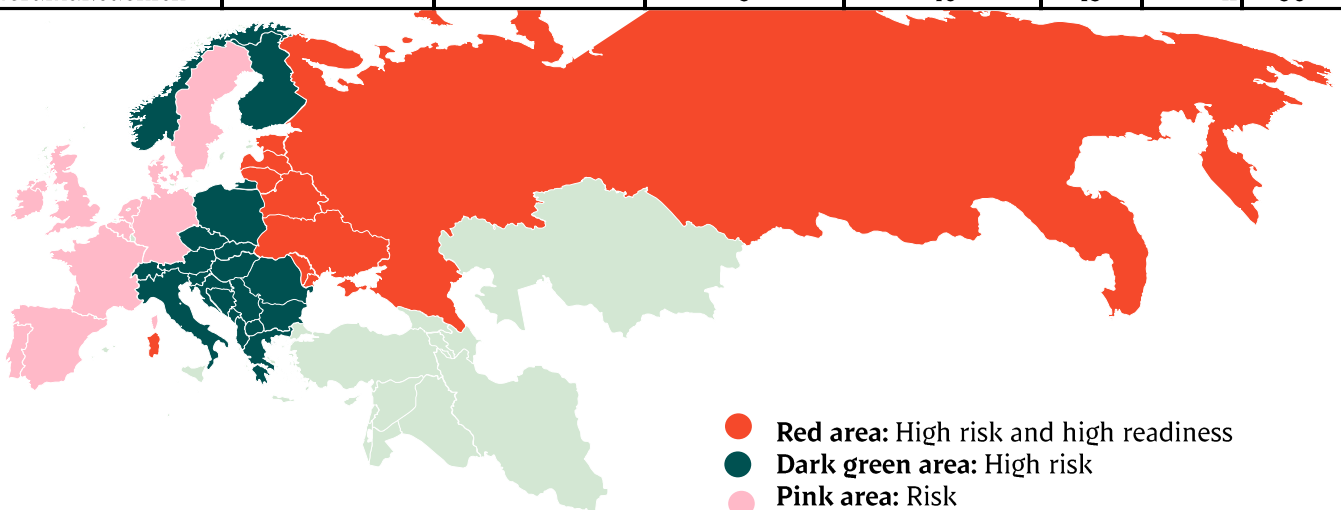 Red area: High risk and high readiness
Dark green area: High risk
Pink area: Risk